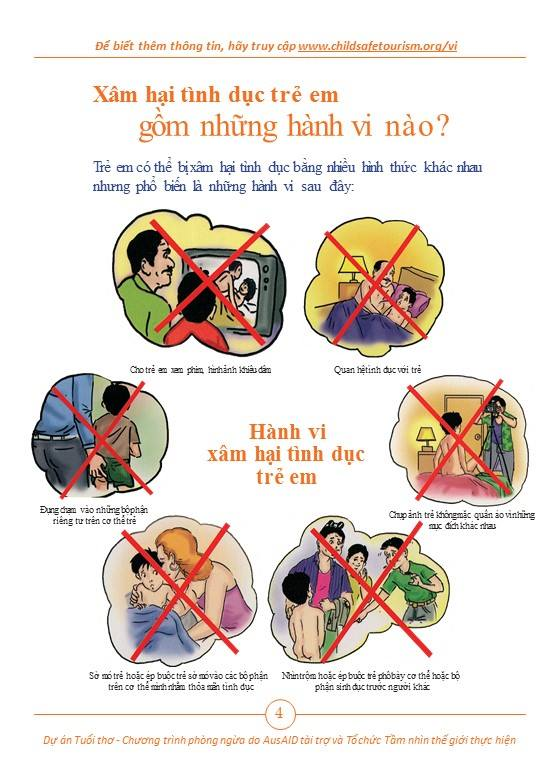 Để biết thêm thông tin, hãy truy cập www.childsafetourism.org/vi
Xâm hại tình dục trẻ em
gồm những hành vi nào?
Trẻ em có thể bị xâm hại tình dục bằng nhiều hình thức khác nhau
nhưng phổ biến là những hành vi sau đây:
Cho trẻ em xem phim, hình ảnh khiêu dâm
Quan hệ tình dục với trẻ
Hành vi
xâm hại tình dục
trẻ em
Đụng chạm vào những bộ phận
riêng tư trên cơ thể trẻ
Chụp ảnh trẻ không mặc quần áo vì những
mục đích khác nhau
Sờ mó trẻ hoặc ép buộc trẻ sờ mó vào các bộ phận
trên cơ thể mình nhằm thỏa mãn tình dục
Nhìn trộm hoặc ép buộc trẻ phô bày cơ thể hoặc bộ
phận sinh dục trước người khác
4
Dự án Tuổi thơ - Chương trình phòng ngừa do AusAID tài trợ và Tổ chức Tầm nhìn thế giới thực hiện